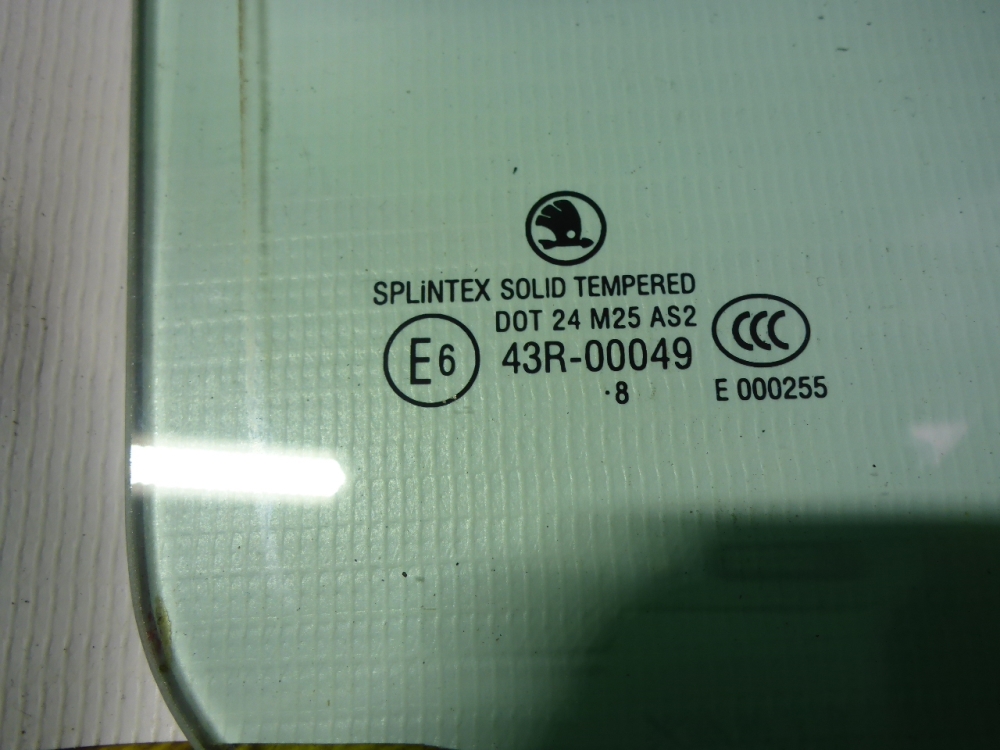 SPLiNTEX SOLID TEMPERED
DOT 24 M25 AS2
E6 43R-00049
CCC
·8
E 000255